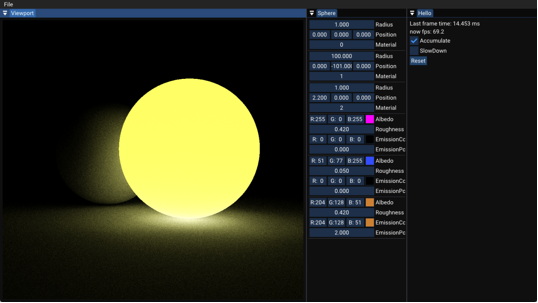 File
Viewport
Sphere
1.000 Radius
0.000 0.000 0.000 Position
0 Material
100.000 Radius
0.000 -101.00 0.000 Position
1 Material
1.000 Radius
2.200 0.000 0.000 Position
2 Material
R:255 G: 0 B:255 Albedo
0.420 Roughness
R: 0 G: 0 B: 0 EmissionCo
0.000 EmissionPo
R: 51 G: 77 B:255 Albedo
0.050 Roughness
R: 0 G: 0 B: 0 EmissionCo
0.000 EmissionPo
R:204 G:128 B: 51 Albedo
0.420 Roughness
R:204 G:128 B: 51 EmissionCo
2.000 EmissionPo
Hello
Last frame time: 14.453 ms
now fps: 69.2
Accumulate
SlowDown
Reset